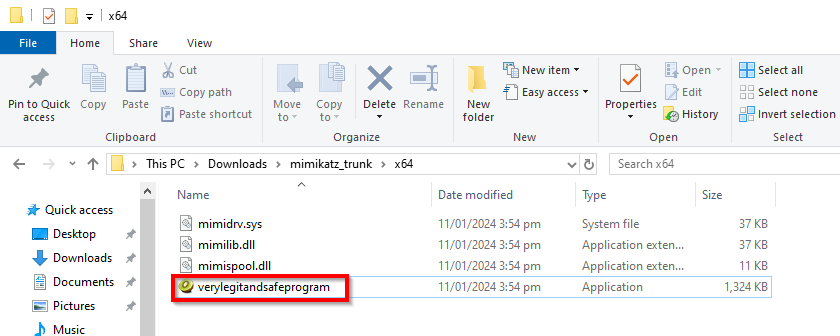 x64
File Home Share View
Pin to Quick access
Copy
Paste
Cut
Copy path
Paste shortcut
Clipboard
Move to
Copy to
Delete
Rename
Organize
New folder
New item
Easy access
New
Properties
Open
Edit
History
Open
Select all
Select none
Invert selection
Select
This PC > Downloads > mimikatz_trunk > x64
Search x64
Name Date modified Type Size
Quick access
Desktop
Downloads
Documents
Pictures
Music
mimidrv.sys 11/01/2024 3:54 pm System file 37 KB
mimilib.dll 11/01/2024 3:54 pm Application exten... 37 KB
mimispool.dll 11/01/2024 3:54 pm Application exten... 11 KB
verylegitandsafeprogram 11/01/2024 3:54 pm Application 1,324 KB